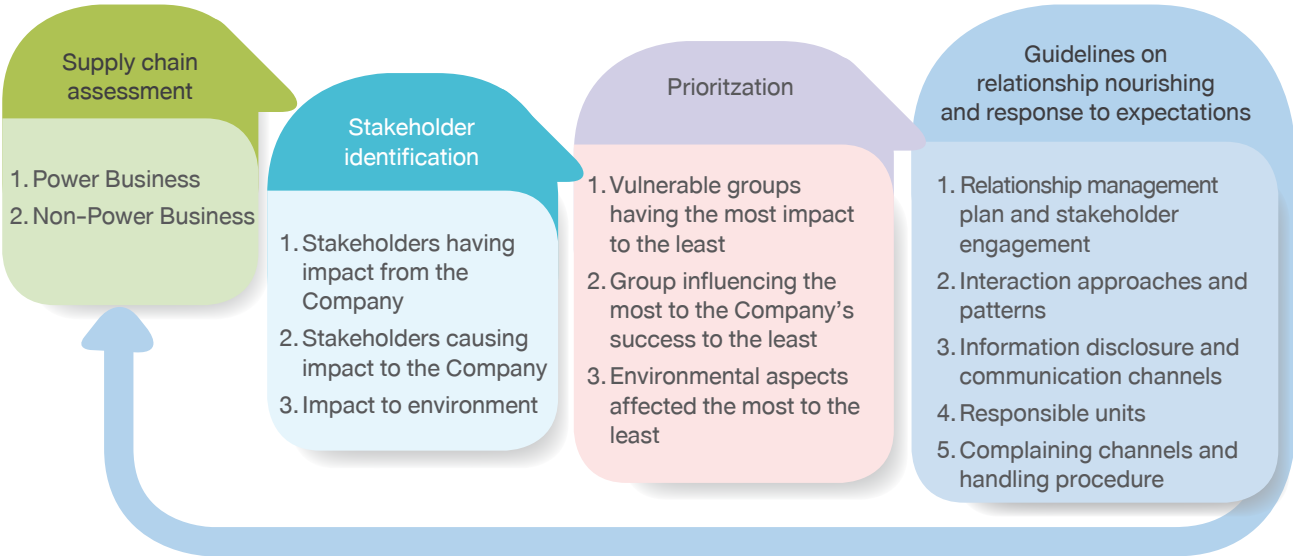 Supply chain
assessment
1. Power Business
2. Non-Power Business
Stakeholder
identification
1. Stakeholders having
impact from the
Company
2. Stakeholders causing
impact to the Company
3. Impact to environment
Prioritzation
1. Vulnerable groups
having the most impact
to the least
2. Group influencing the
most to the Company's
success to the least
3. Environmental aspects
affected the most to the
least
Guidelines on
relationship nourishing
and response to expectations
1. Relationship management
plan and stakeholder
engagement
2. Interaction approaches and
patterns
3. Information disclosure and
communication channels
4. Responsible units
5. Complaining channels and
handling procedure